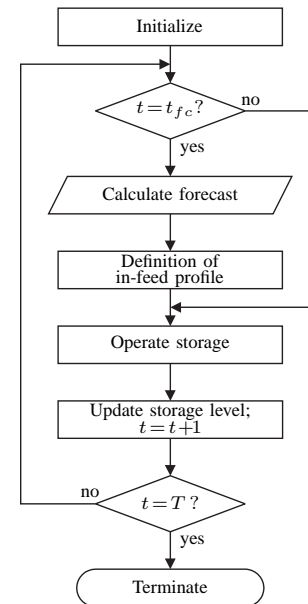 Initialize
t = t_fc ?
no
yes
Calculate forecast
Definition of
in-feed profile
Operate storage
Update storage level;
t = t+1
no
t = T ?
yes
Terminate